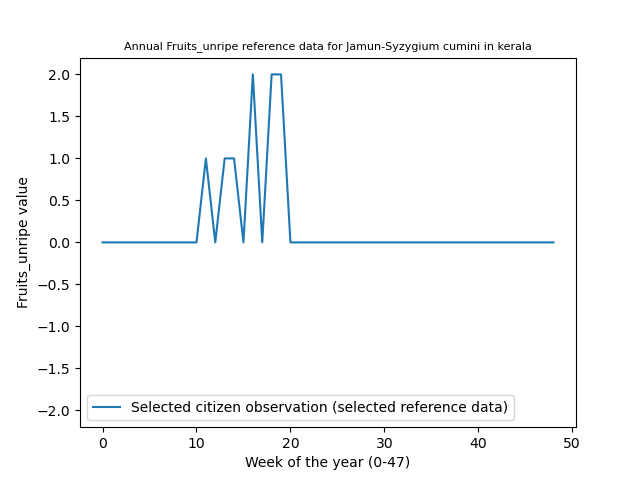 Annual Fruits_unripe reference data for Jamun-Syzygium cumini in kerala
2.0
1.5
1.0
0.5
0.0
−0.5
−1.0
−1.5
−2.0
Fruits_unripe value
Selected citizen observation (selected reference data)
0 10 20 30 40 50
Week of the year (0-47)